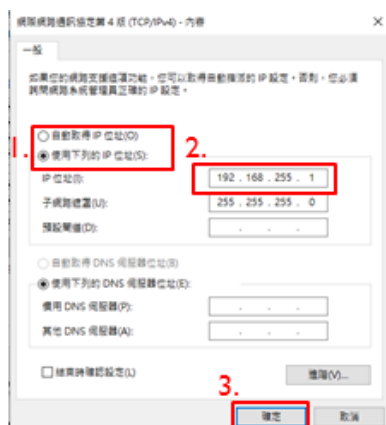 網際網路通訊協定第 4 版 (TCP/IPv4) - 內容
一般
如果您的網路支援這項功能，您可以取得自動指派的 IP 設定。否則，您必須
詢問網路系統管理員正確的 IP 設定。
自動取得 IP 位址(O)
1.
使用下列的 IP 位址(S):
2.
IP 位址(I):
192 . 168 . 255 . 1
子網路遮罩(U):
255 . 255 . 255 . 0
預設閘道(D):
. . .
自動取得 DNS 伺服器位址(B)
使用下列的 DNS 伺服器位址(E):
慣用 DNS 伺服器(P):
. . .
其他 DNS 伺服器(A):
. . .
結束時確認設定(L)
進階(V)...
3.
確定
取消